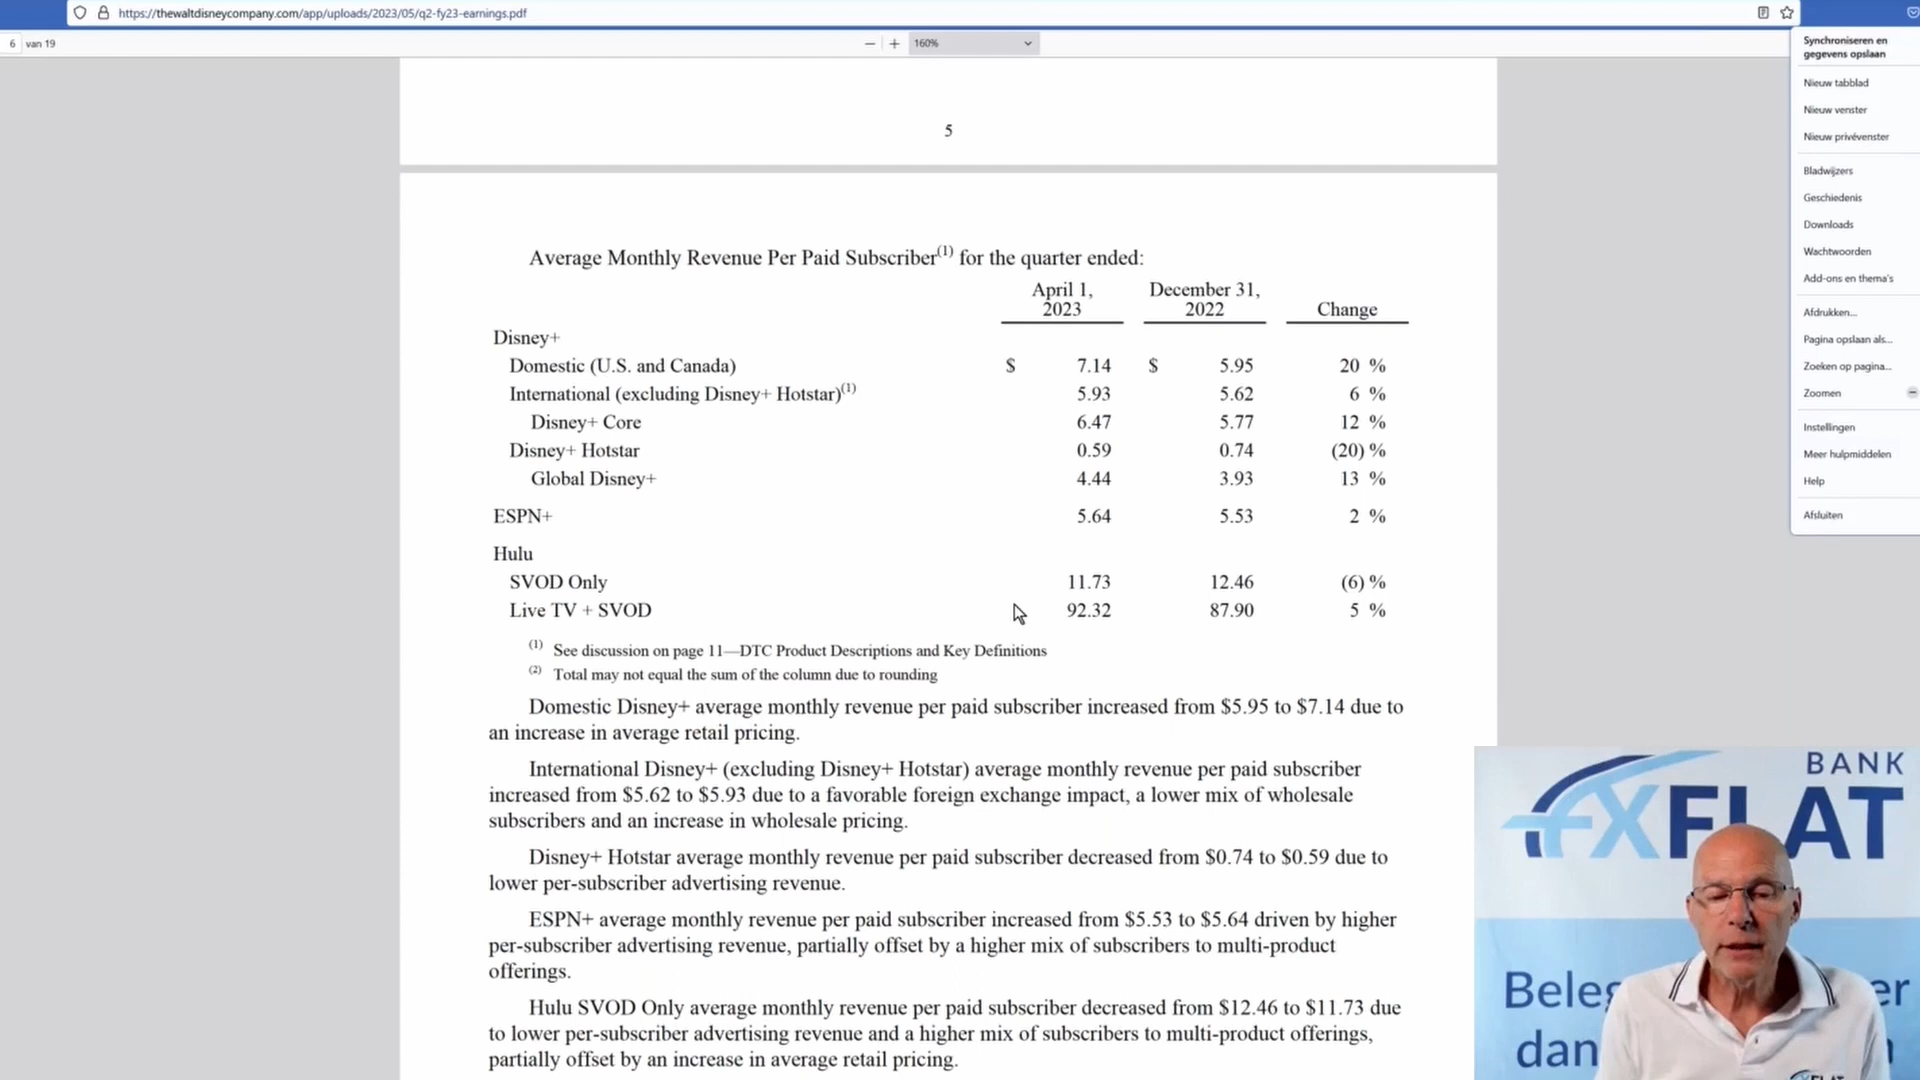 https://thewaltdisneycompany.com/app/uploads/2023/05/q2-fy23-earnings.pdf
6 van 19
160%
Synchroniseren en
gegevens opslaan
Nieuw tabblad
Nieuw venster
Nieuw privévenster
Bladwijzers
Geschiedenis
Downloads
Wachtwoorden
Add-ons en thema's
Afdrukken...
Pagina opslaan als...
Zoeken op pagina...
Zoomen
Instellingen
Meer hulpmiddelen
Help
Afsluiten
5
Average Monthly Revenue Per Paid Subscriber(1) for the quarter ended:
April 1, 2023 December 31, 2022 Change
Disney+
Domestic (U.S. and Canada) $ 7.14 $ 5.95 20 %
International (excluding Disney+ Hotstar)(1) 5.93 5.62 6 %
Disney+ Core 6.47 5.77 12 %
Disney+ Hotstar 0.59 0.74 (20) %
Global Disney+ 4.44 3.93 13 %
ESPN+ 5.64 5.53 2 %
Hulu
SVOD Only 11.73 12.46 (6) %
Live TV + SVOD 92.32 87.90 5 %
(1) See discussion on page 11—DTC Product Descriptions and Key Definitions
(2) Total may not equal the sum of the column due to rounding
Domestic Disney+ average monthly revenue per paid subscriber increased from $5.95 to $7.14 due to
an increase in average retail pricing.
International Disney+ (excluding Disney+ Hotstar) average monthly revenue per paid subscriber
increased from $5.62 to $5.93 due to a favorable foreign exchange impact, a lower mix of wholesale
subscribers and an increase in wholesale pricing.
Disney+ Hotstar average monthly revenue per paid subscriber decreased from $0.74 to $0.59 due to
lower per-subscriber advertising revenue.
ESPN+ average monthly revenue per paid subscriber increased from $5.53 to $5.64 driven by higher
per-subscriber advertising revenue, partially offset by a higher mix of subscribers to multi-product
offerings.
Hulu SVOD Only average monthly revenue per paid subscriber decreased from $12.46 to $11.73 due
to lower per-subscriber advertising revenue and a higher mix of subscribers to multi-product offerings,
partially offset by an increase in average retail pricing.
BANK
FXFLAT
dan